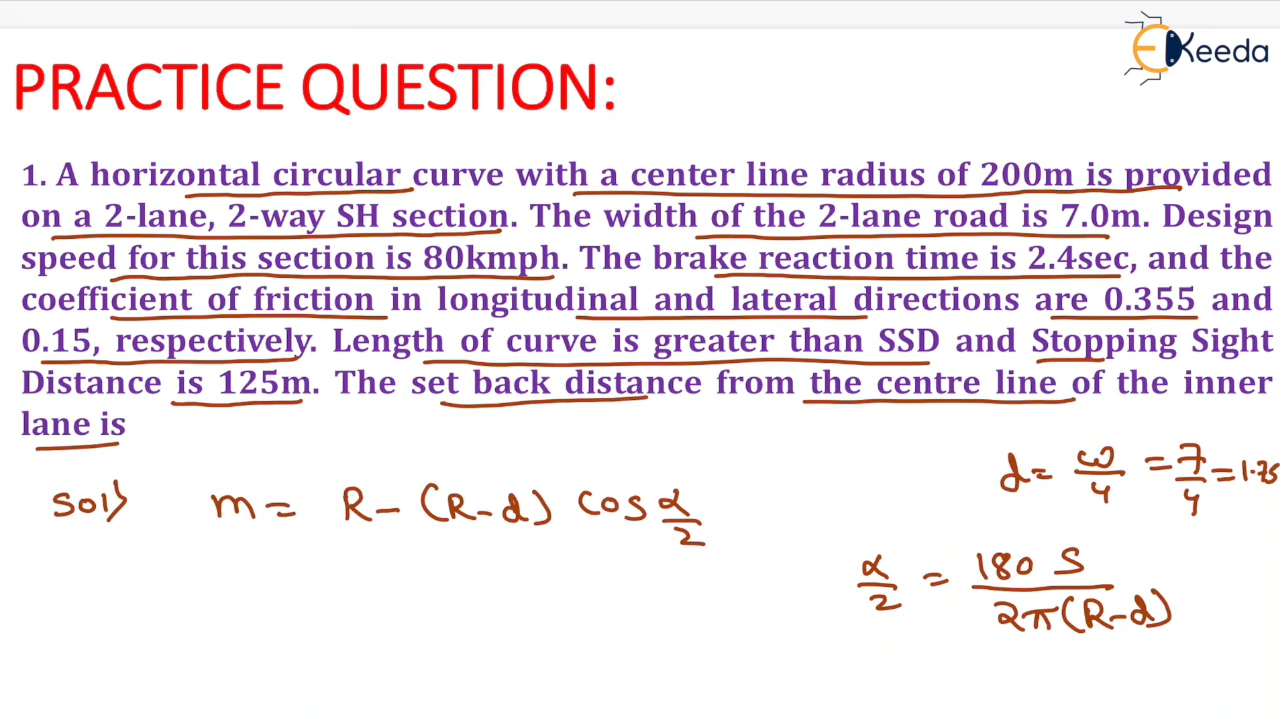 EKeeda
PRACTICE QUESTION:
1. A horizontal circular curve with a center line radius of 200m is provided
on a 2-lane, 2-way SH section. The width of the 2-lane road is 7.0m. Design
speed for this section is 80kmph. The brake reaction time is 2.4sec, and the
coefficient of friction in longitudinal and lateral directions are 0.355 and
0.15, respectively. Length of curve is greater than SSD and Stopping Sight
Distance is 125m. The set back distance from the centre line of the inner
lane is
d = w/4 = 7/4 = 1.75
Sol) m = R - (R-d) cos α/2
α/2 = 180 S / 2π(R-d)